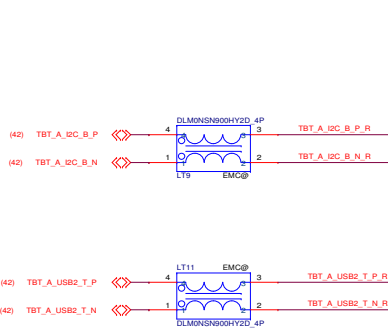 DLM0NSN900HY2D_4P
(42) TBT_A_I2C_B_P 4 3 TBT_A_I2C_B_P_R
(42) TBT_A_I2C_B_N 1 2 TBT_A_I2C_B_N_R
LT9 EMC@
LT11 EMC@
(42) TBT_A_USB2_T_P 4 3 TBT_A_USB2_T_P_R
(42) TBT_A_USB2_T_N 1 2 TBT_A_USB2_T_N_R
DLM0NSN900HY2D_4P